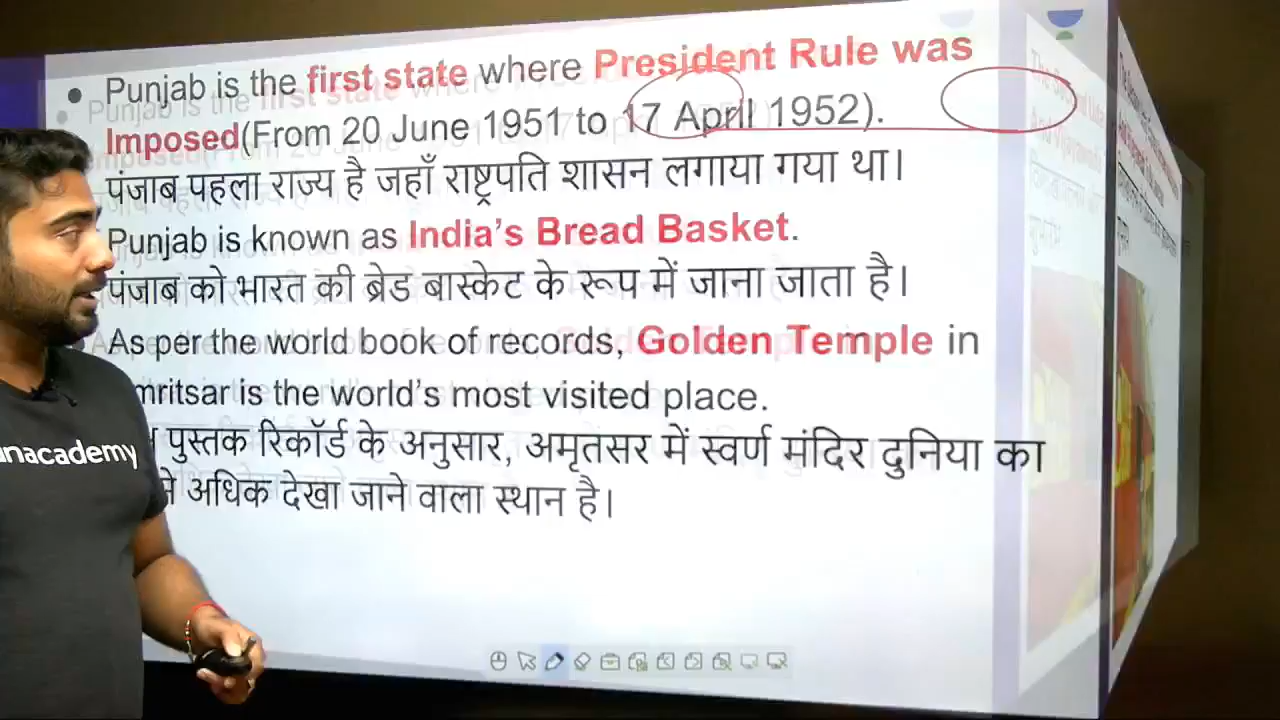 Punjab is the first state where President Rule was
Imposed(From 20 June 1951 to 17 April 1952).
पंजाब पहला राज्य है जहाँ राष्ट्रपति शासन लगाया गया था।
Punjab is known as India's Bread Basket.
पंजाब को भारत की ब्रेड बास्केट के रूप में जाना जाता है।
As per the world book of records, Golden Temple in
mritsar is the world's most visited place.
पुस्तक रिकॉर्ड के अनुसार, अमृतसर में स्वर्ण मंदिर दुनिया का
अधिक देखा जाने वाला स्थान है।
unacademy